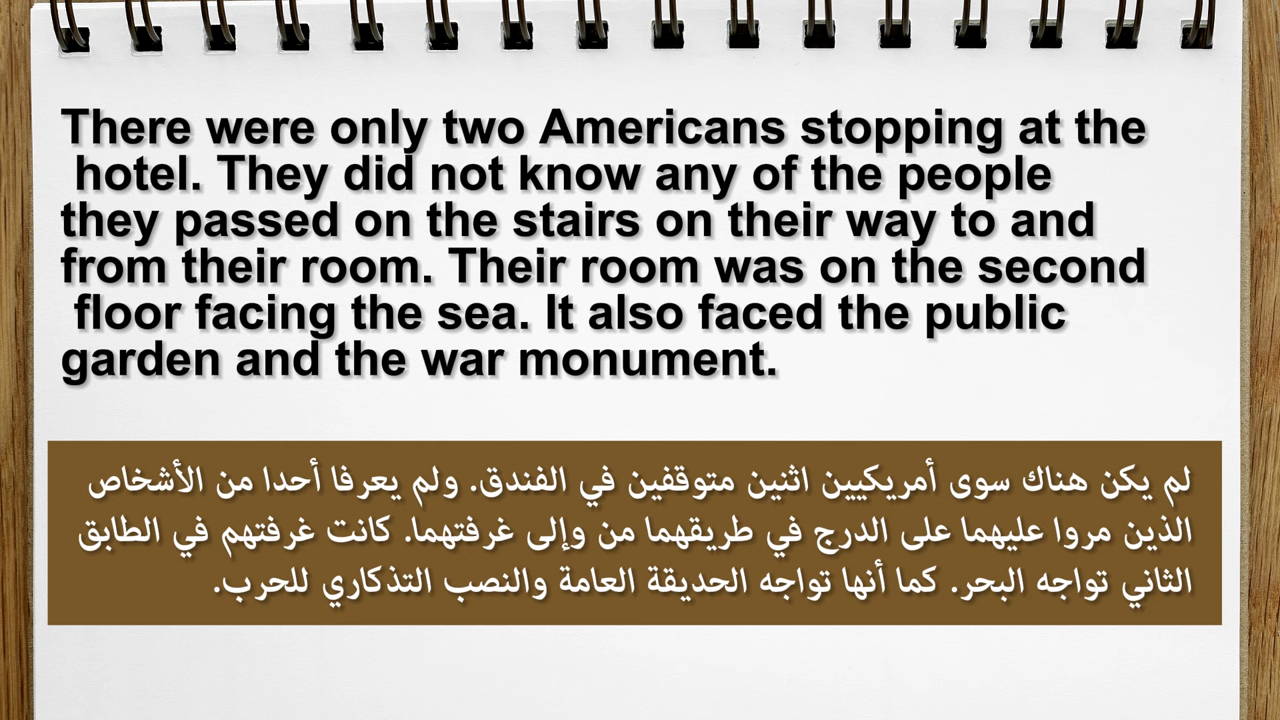 There were only two Americans stopping at the
hotel. They did not know any of the people
they passed on the stairs on their way to and
from their room. Their room was on the second
floor facing the sea. It also faced the public
garden and the war monument.
لم يكن هناك سوى أمريكيين اثنين متوقفين في الفندق. ولم يعرفا أحدا من الأشخاص
الذين مروا عليهما على الدرج في طريقهما من وإلى غرفتهما. كانت غرفتهم في الطابق
الثاني تواجه البحر. كما أنها تواجه الحديقة العامة والنصب التذكاري للحرب.